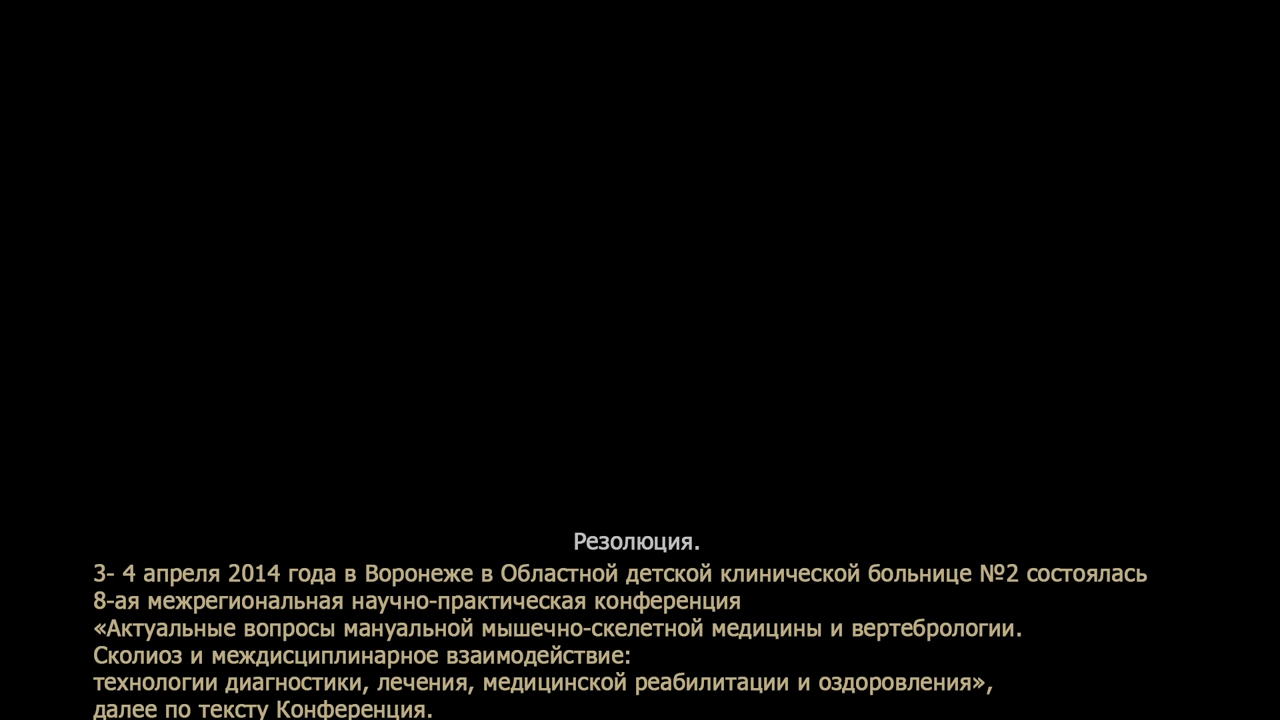 Резолюция.
3- 4 апреля 2014 года в Воронеже в Областной детской клинической больнице №2 состоялась
8-ая межрегиональная научно-практическая конференция
«Актуальные вопросы мануальной мышечно-скелетной медицины и вертебрологии.
Сколиоз и междисциплинарное взаимодействие:
технологии диагностики, лечения, медицинской реабилитации и оздоровления»,
далее по тексту Конференция.